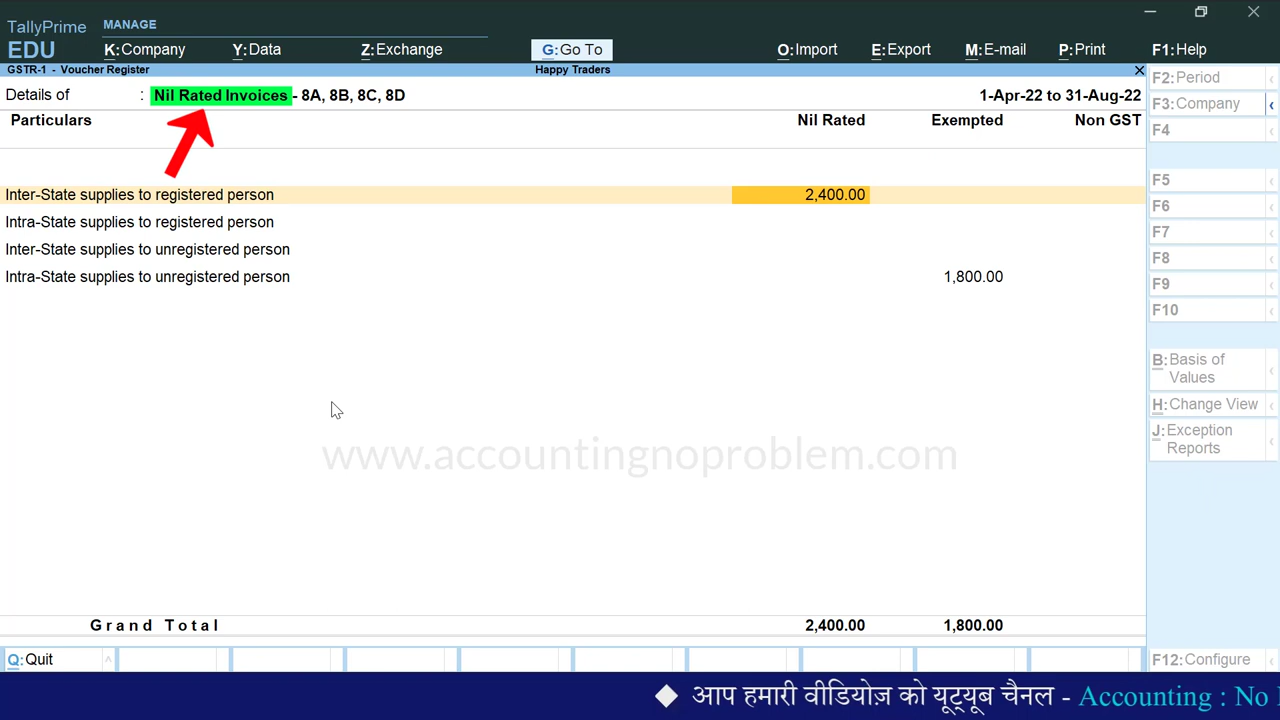 TallyPrime EDU
MANAGE
K:Company Y:Data Z:Exchange G:Go To O:Import E:Export M:E-mail P:Print F1:Help
GSTR-1 - Voucher Register Happy Traders
Details of : Nil Rated Invoices - 8A, 8B, 8C, 8D 1-Apr-22 to 31-Aug-22
Particulars Nil Rated Exempted Non GST
Inter-State supplies to registered person 2,400.00
Intra-State supplies to registered person
Inter-State supplies to unregistered person
Intra-State supplies to unregistered person 1,800.00
www.accountingnoproblem.com
Grand Total 2,400.00 1,800.00
Q:Quit
F2:Period
F3:Company
F4
F5
F6
F7
F8
F9
F10
B:Basis of
Values
H:Change View
J:Exception
Reports
F12:Configure
आप हमारी वीडियोज़ को यूट्यूब चैनल - Accounting : No